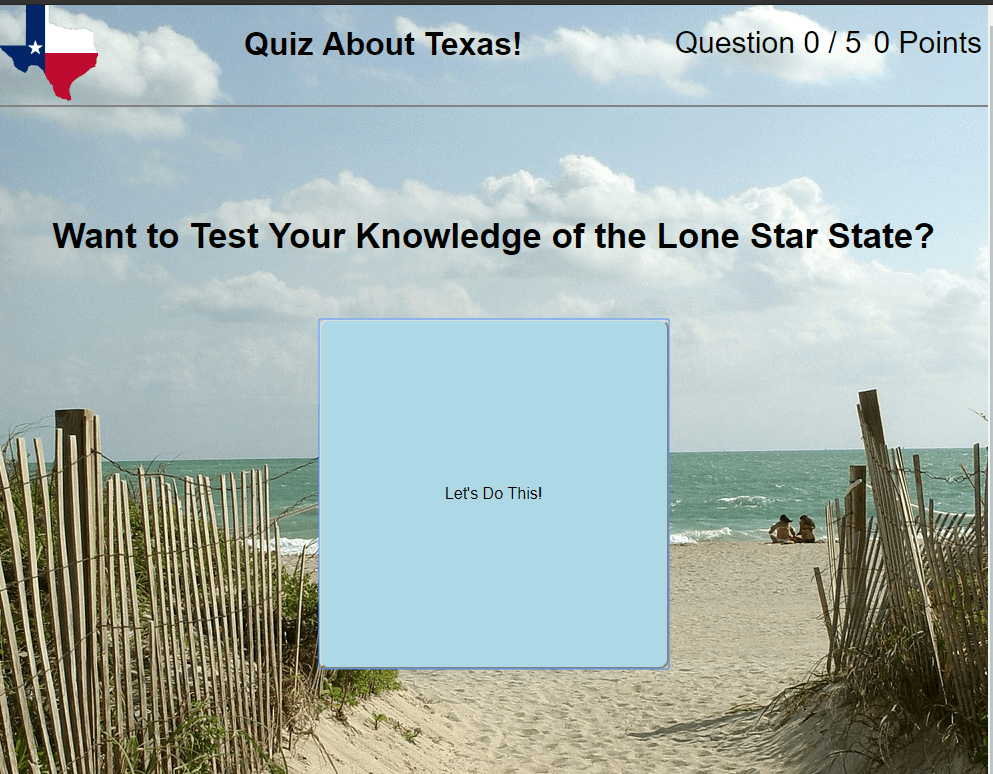 Quiz About Texas!
Question 0 / 5 0 Points
Want to Test Your Knowledge of the Lone Star State?
Let's Do This!